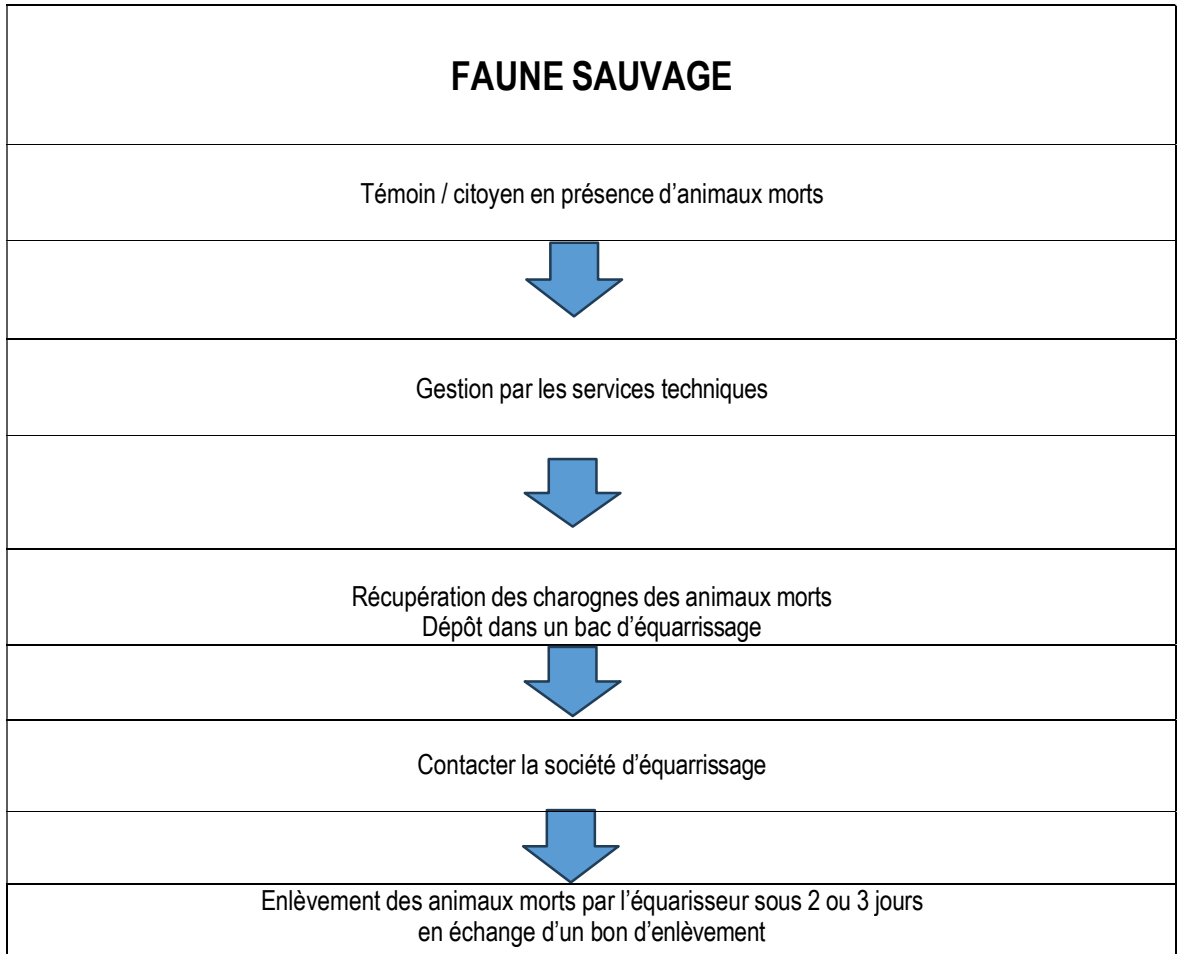 FAUNE SAUVAGE
Témoin / citoyen en présence d’animaux morts
Gestion par les services techniques
Récupération des charognes des animaux morts
Dépôt dans un bac d’équarrissage
Contacter la société d’équarrissage
Enlèvement des animaux morts par l’équarisseur sous 2 ou 3 jours
en échange d’un bon d’enlèvement